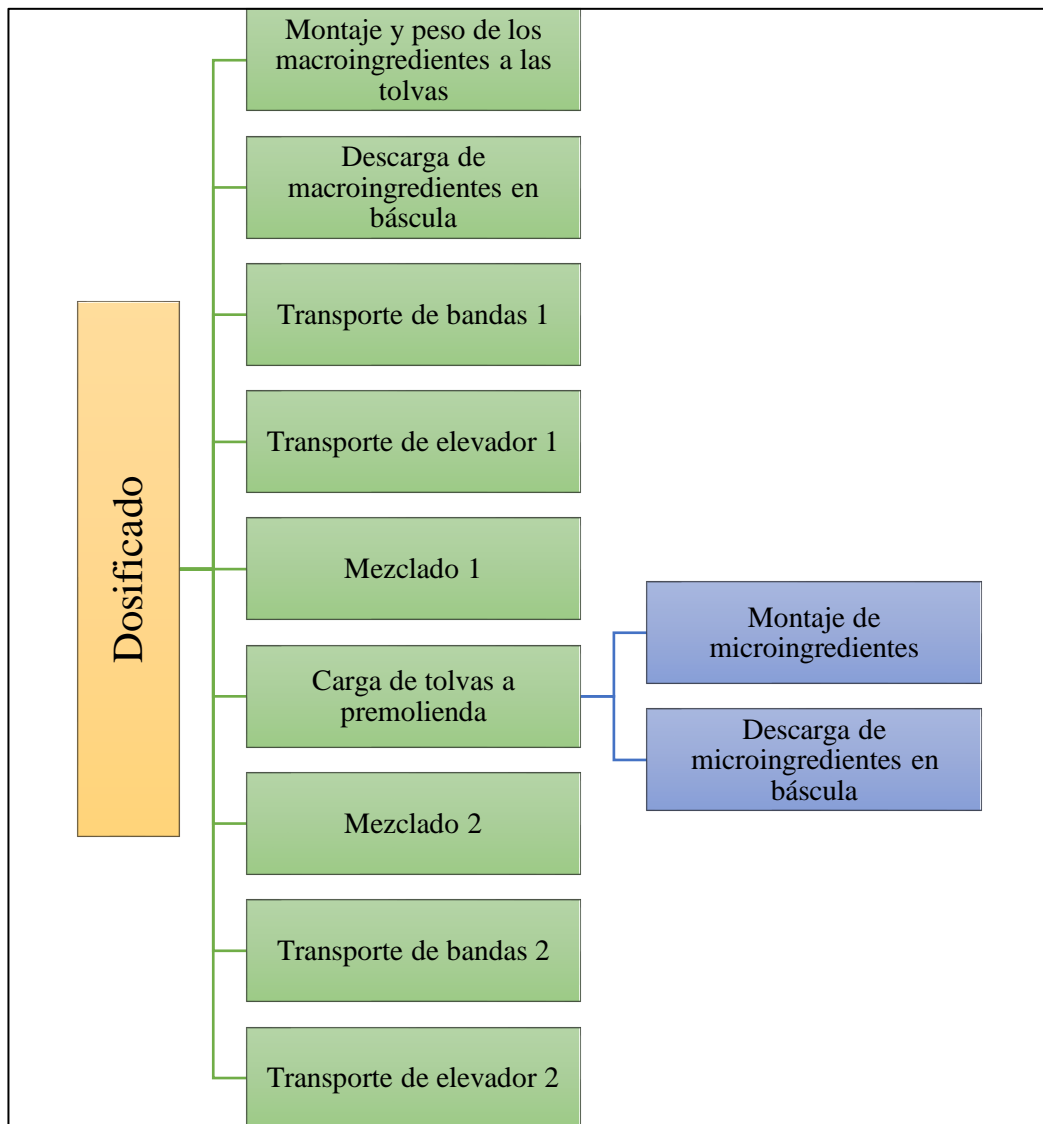 Montaje y peso de los
macroingredientes a las
tolvas
Descarga de
macroingredientes en
báscula
Transporte de bandas 1
Transporte de elevador 1
Dosificado
Mezclado 1
Carga de tolvas a
premolienda
Montaje de
microingredientes
Descarga de
microingredientes en
báscula
Mezclado 2
Transporte de bandas 2
Transporte de elevador 2